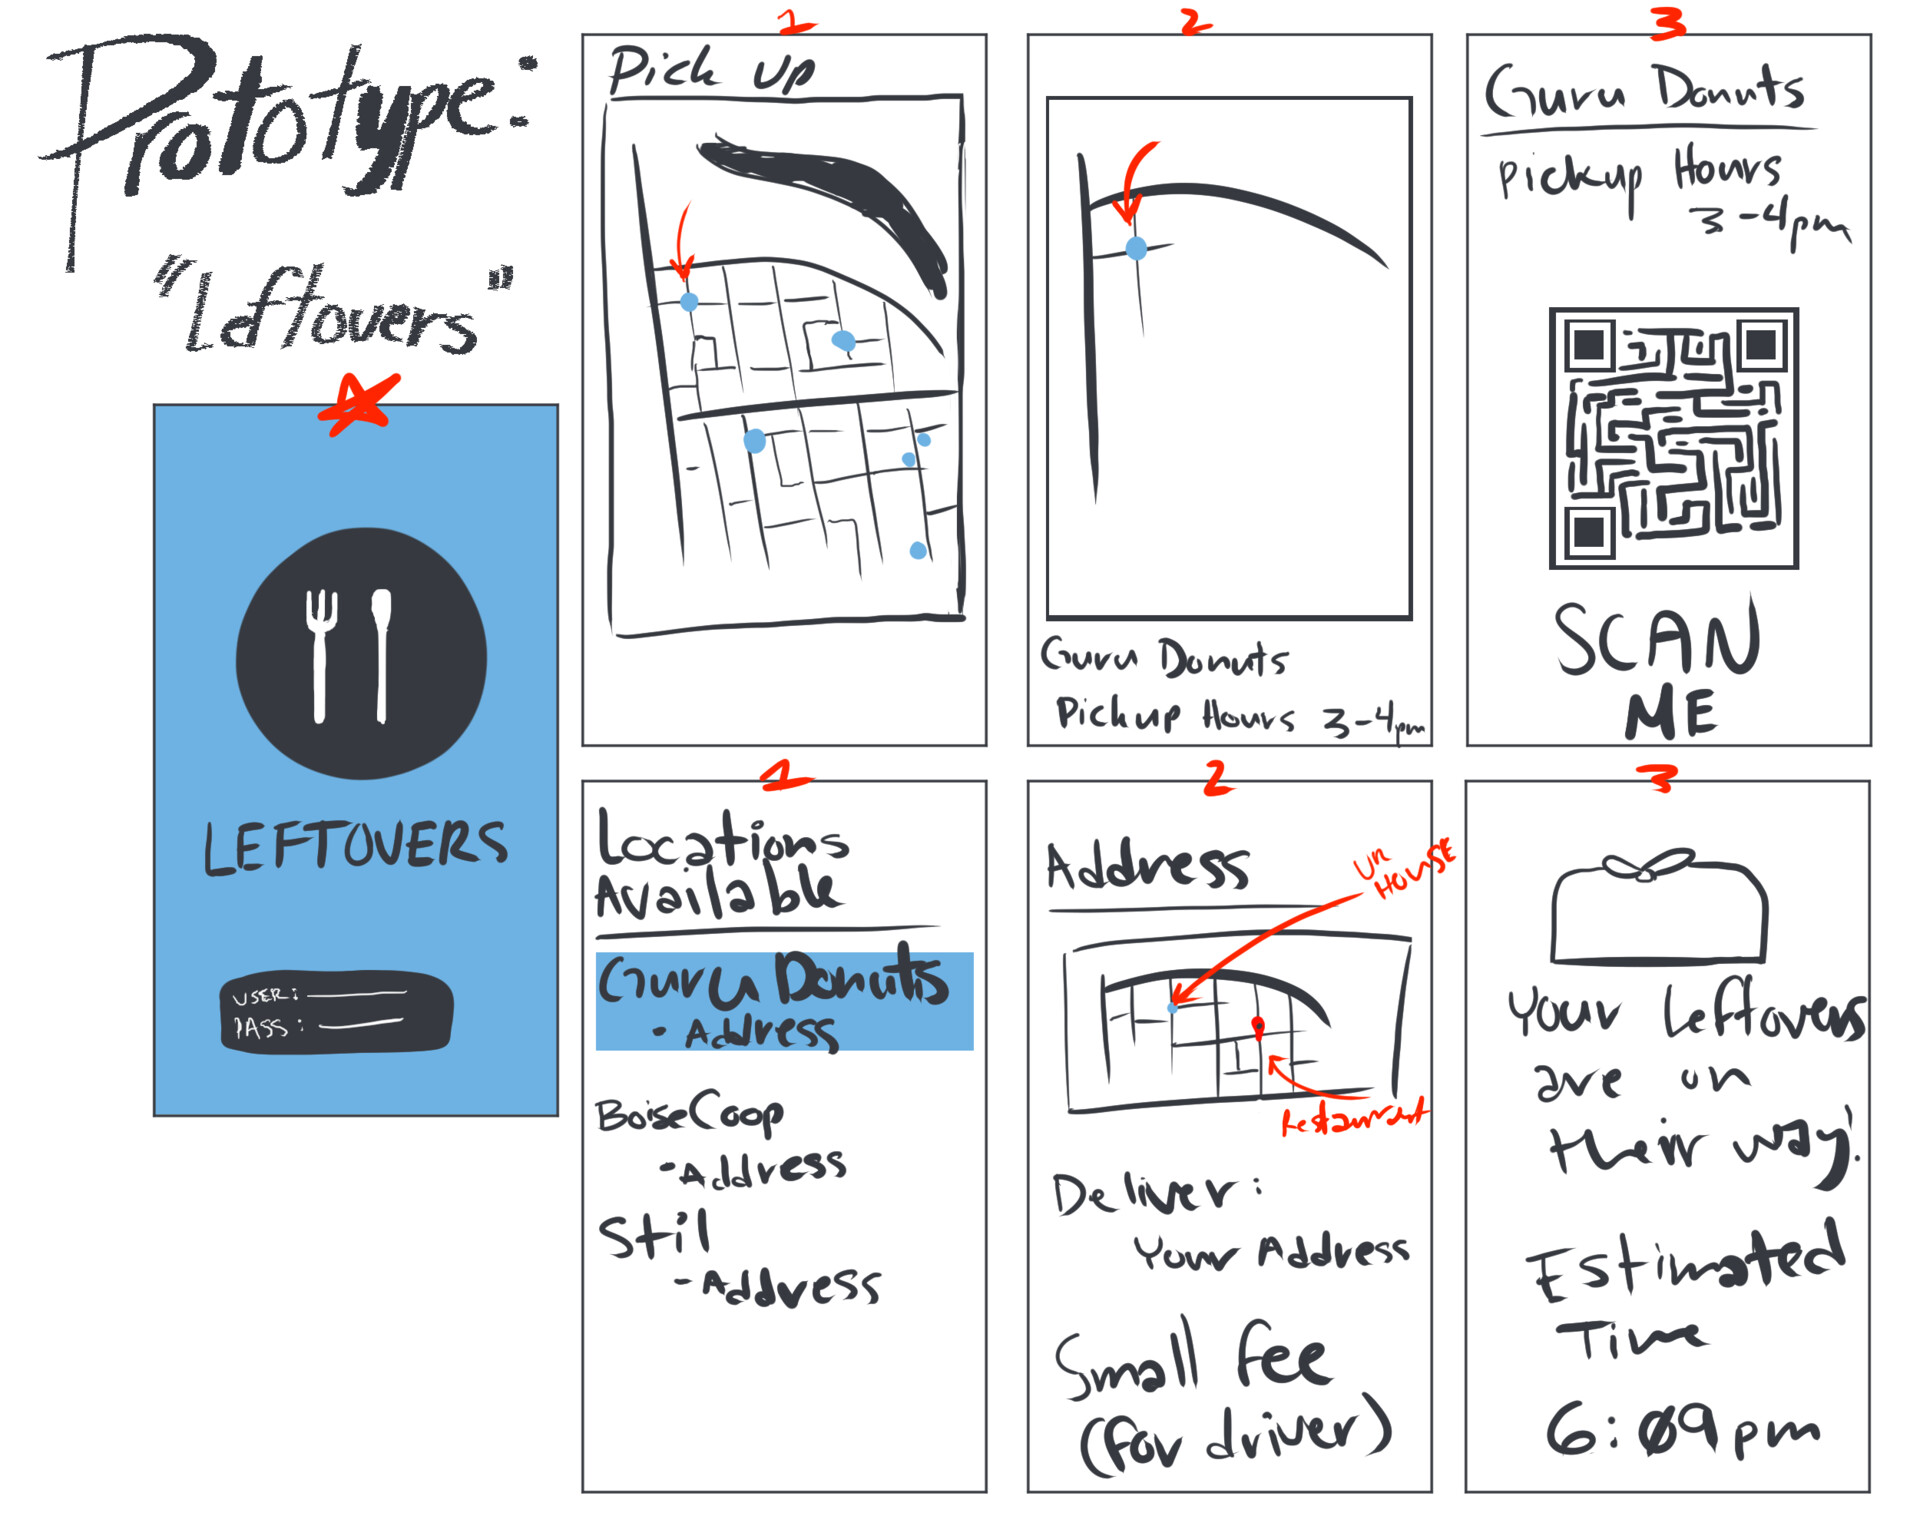 Prototype:
"Leftovers"
LEFTOVERS
USER:
PASS:
1
Pick up
2
Guru Donuts
Pickup Hours 3-4pm
3
Guru Donuts
Pickup Hours
3-4pm
SCAN
ME
1
Locations
Available
Guru Donuts
• Address
Boise Coop
- Address
Stil
- Address
2
Address
UR
HOUSE
Restaurant
Deliver:
Your Address
Small fee
(for driver)
3
Your Leftovers
are on
their way!
Estimated
Time
6:09pm